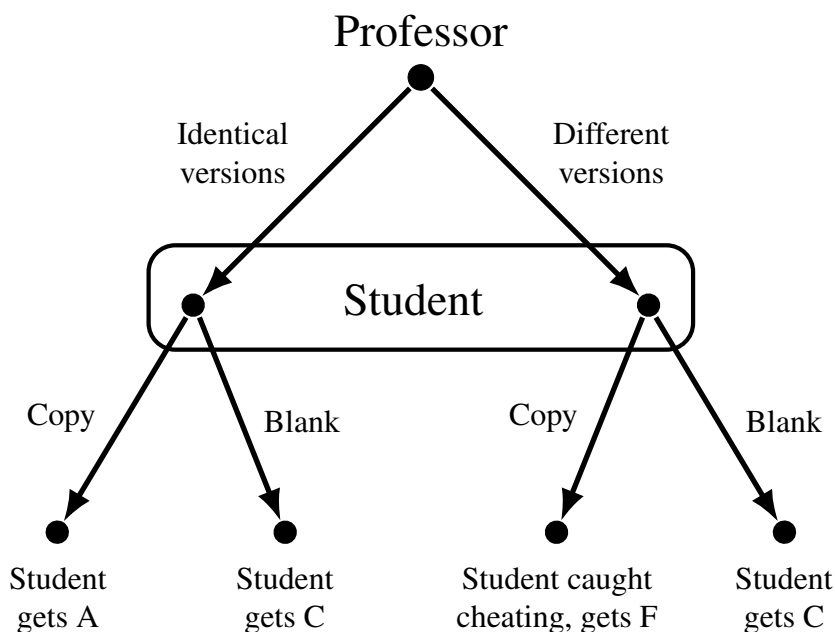 Professor
Identical
versions
Different
versions
Student
Copy
Blank
Copy
Blank
Student
gets A
Student
gets C
Student caught
cheating, gets F
Student
gets C